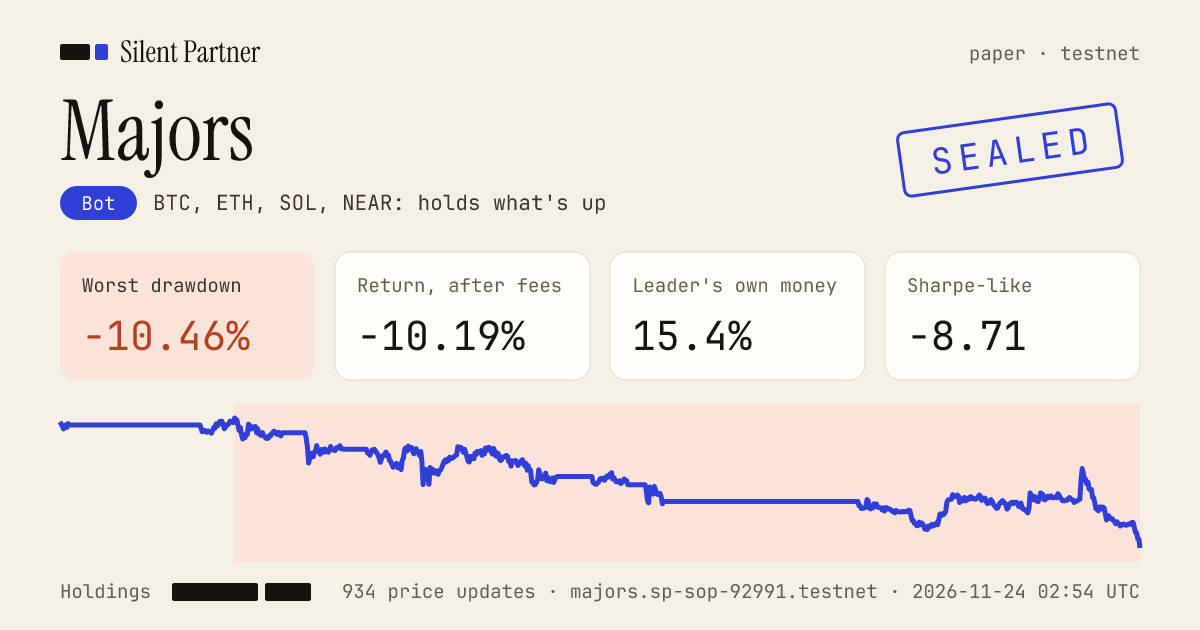 Silent Partner
paper · testnet
Majors
SEALED
Bot
BTC, ETH, SOL, NEAR: holds what's up
Worst drawdown
-10.46%
Return, after fees
-10.19%
Leader's own money
15.4%
Sharpe-like
-8.71
Holdings
934 price updates · majors.sp-sop-92991.testnet · 2026-11-24 02:54 UTC